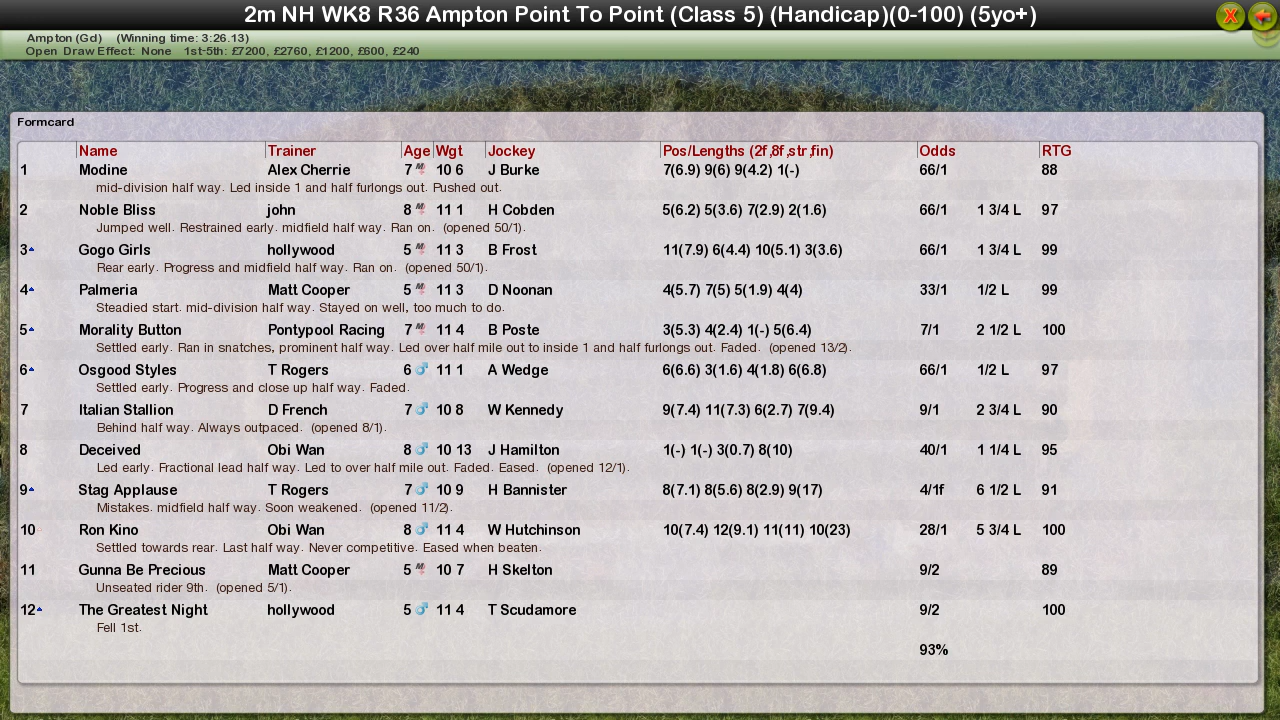 2m NH WK8 R36 Ampton Point To Point (Class 5) (Handicap)(0-100) (5yo+)
X
Ampton (Gd) (Winning time: 3:26.13)
Open Draw Effect: None 1st-5th: £7200, £2760, £1200, £600, £240
Formcard
Name Trainer Age Wgt Jockey Pos/Lengths (2f,8f,str,fin) Odds RTG
1 Modine Alex Cherrie 7 M 10 6 J Burke 7(6.9) 9(6) 9(4.2) 1(-) 66/1 88
mid-division half way. Led inside 1 and half furlongs out. Pushed out.
2 Noble Bliss john 8 M 11 1 H Cobden 5(6.2) 5(3.6) 7(2.9) 2(1.6) 66/1 1 3/4 L 97
Jumped well. Restrained early. midfield half way. Ran on. (opened 50/1).
3 Gogo Girls hollywood 5 M 11 3 B Frost 11(7.9) 6(4.4) 10(5.1) 3(3.6) 66/1 1 3/4 L 99
Rear early. Progress and midfield half way. Ran on. (opened 50/1).
4 Palmeria Matt Cooper 5 M 11 3 D Noonan 4(5.7) 7(5) 5(1.9) 4(4) 33/1 1/2 L 99
Steadied start. mid-division half way. Stayed on well, too much to do.
5 Morality Button Pontypool Racing 7 M 11 4 B Poste 3(5.3) 4(2.4) 1(-) 5(6.4) 7/1 2 1/2 L 100
Settled early. Ran in snatches, prominent half way. Led over half mile out to inside 1 and half furlongs out. Faded. (opened 13/2).
6 Osgood Styles T Rogers 6 11 1 A Wedge 6(6.6) 3(1.6) 4(1.8) 6(6.8) 66/1 1/2 L 97
Settled early. Progress and close up half way. Faded.
7 Italian Stallion D French 7 10 8 W Kennedy 9(7.4) 11(7.3) 6(2.7) 7(9.4) 9/1 2 3/4 L 90
Behind half way. Always outpaced. (opened 8/1).
8 Deceived Obi Wan 8 10 13 J Hamilton 1(-) 1(-) 3(0.7) 8(10) 40/1 1 1/4 L 95
Led early. Fractional lead half way. Led to over half mile out. Faded. Eased. (opened 12/1).
9 Stag Applause T Rogers 7 10 9 H Bannister 8(7.1) 8(5.6) 8(2.9) 9(17) 4/1f 6 1/2 L 91
Mistakes. midfield half way. Soon weakened. (opened 11/2).
10 Ron Kino Obi Wan 8 11 4 W Hutchinson 10(7.4) 12(9.1) 11(11) 10(23) 28/1 5 3/4 L 100
Settled towards rear. Last half way. Never competitive. Eased when beaten.
11 Gunna Be Precious Matt Cooper 5 M 10 7 H Skelton 9/2 89
Unseated rider 9th. (opened 5/1).
12 The Greatest Night hollywood 5 11 4 T Scudamore 9/2 100
Fell 1st.
93%